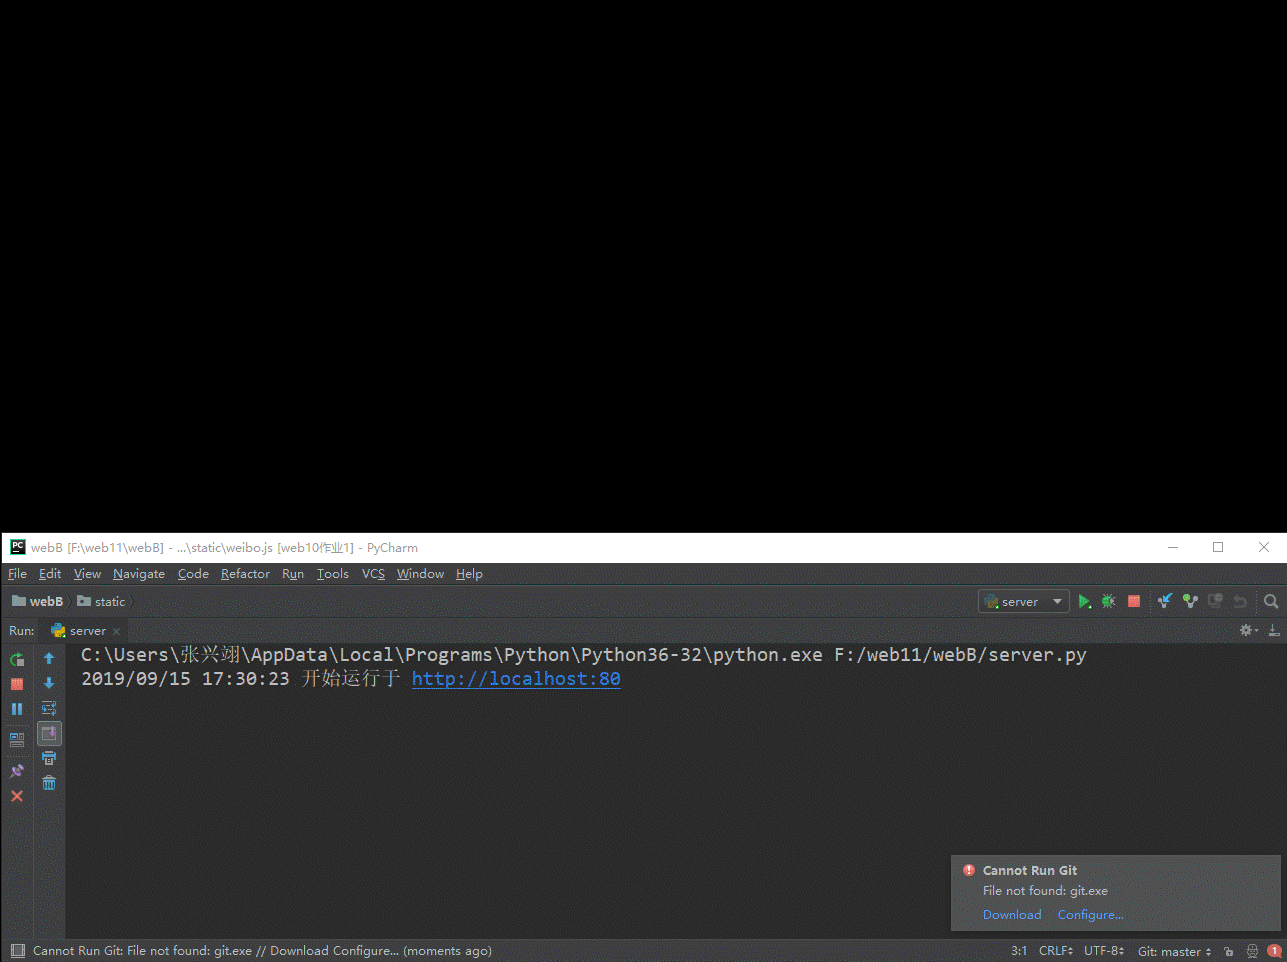 PC webB [F:\web11\webB] - ...\static\weibo.js [web10作业1] - PyCharm
File Edit View Navigate Code Refactor Run Tools VCS Window Help
webB static server
Run: server
C:\Users\张兴翊\AppData\Local\Programs\Python\Python36-32\python.exe F:/web11/webB/server.py
2019/09/15 17:30:23 开始运行于 http://localhost:80
Cannot Run Git
File not found: git.exe
Download Configure...
Cannot Run Git: File not found: git.exe // Download Configure... (moments ago) 3:1 CRLF UTF-8 Git: master 1